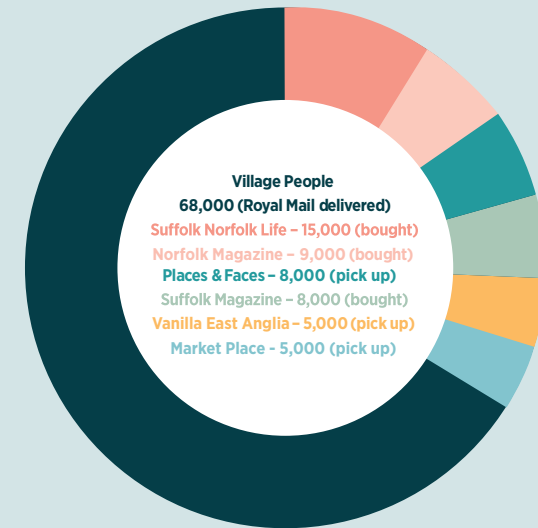 Village People
68,000 (Royal Mail delivered)
Suffolk Norfolk Life – 15,000 (bought)
Norfolk Magazine – 9,000 (bought)
Places & Faces – 8,000 (pick up)
Suffolk Magazine – 8,000 (bought)
Vanilla East Anglia – 5,000 (pick up)
Market Place - 5,000 (pick up)